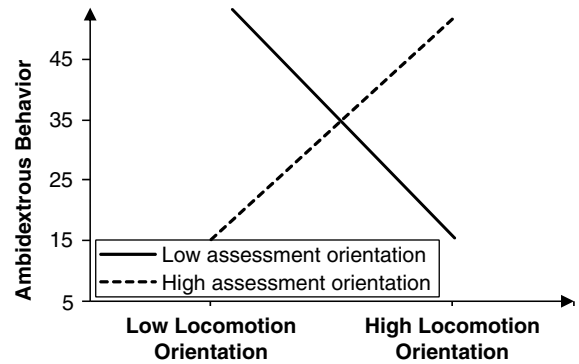 Ambidextrous Behavior
45
35
25
15
5
Low assessment orientation
High assessment orientation
Low Locomotion
Orientation
High Locomotion
Orientation